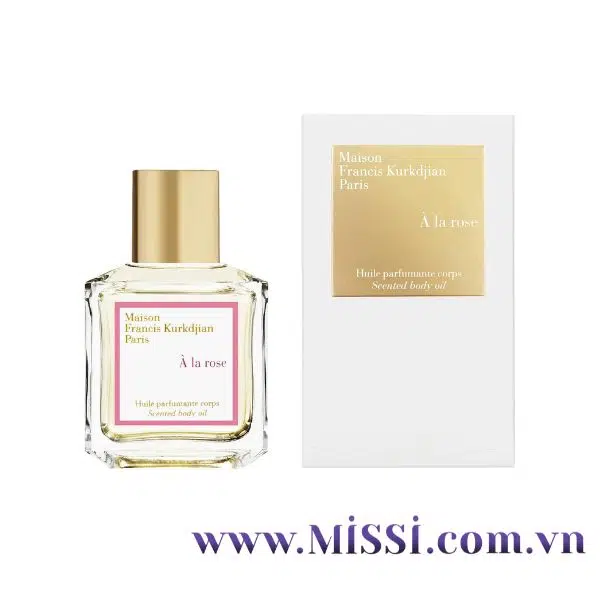 Maison
Francis Kurkdjian
Paris
À la rose
Huile parfumante corps
Scented body oil
Maison
Francis Kurkdjian
Paris
À la rose
Huile parfumante corps
Scented body oil
www.MiSSi.com.vn